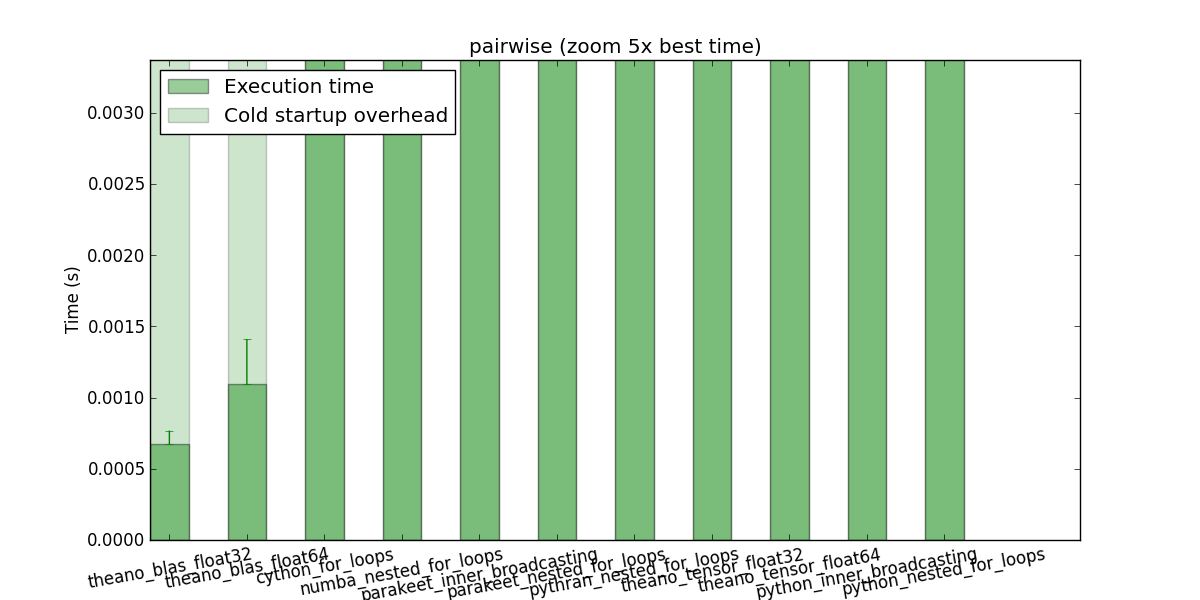 pairwise (zoom 5x best time)
Execution time
Cold startup overhead
0.0030
0.0025
0.0020
0.0015
0.0010
0.0005
0.0000
Time (s)
theano_blas_float32
theano_blas_float64
cython_for_loops
numba_nested_for_loops
parakeet_inner_broadcasting
parakeet_nested_for_loops
pythran_nested_for_loops
theano_tensor_float32
theano_tensor_float64
python_inner_broadcasting
python_nested_for_loops